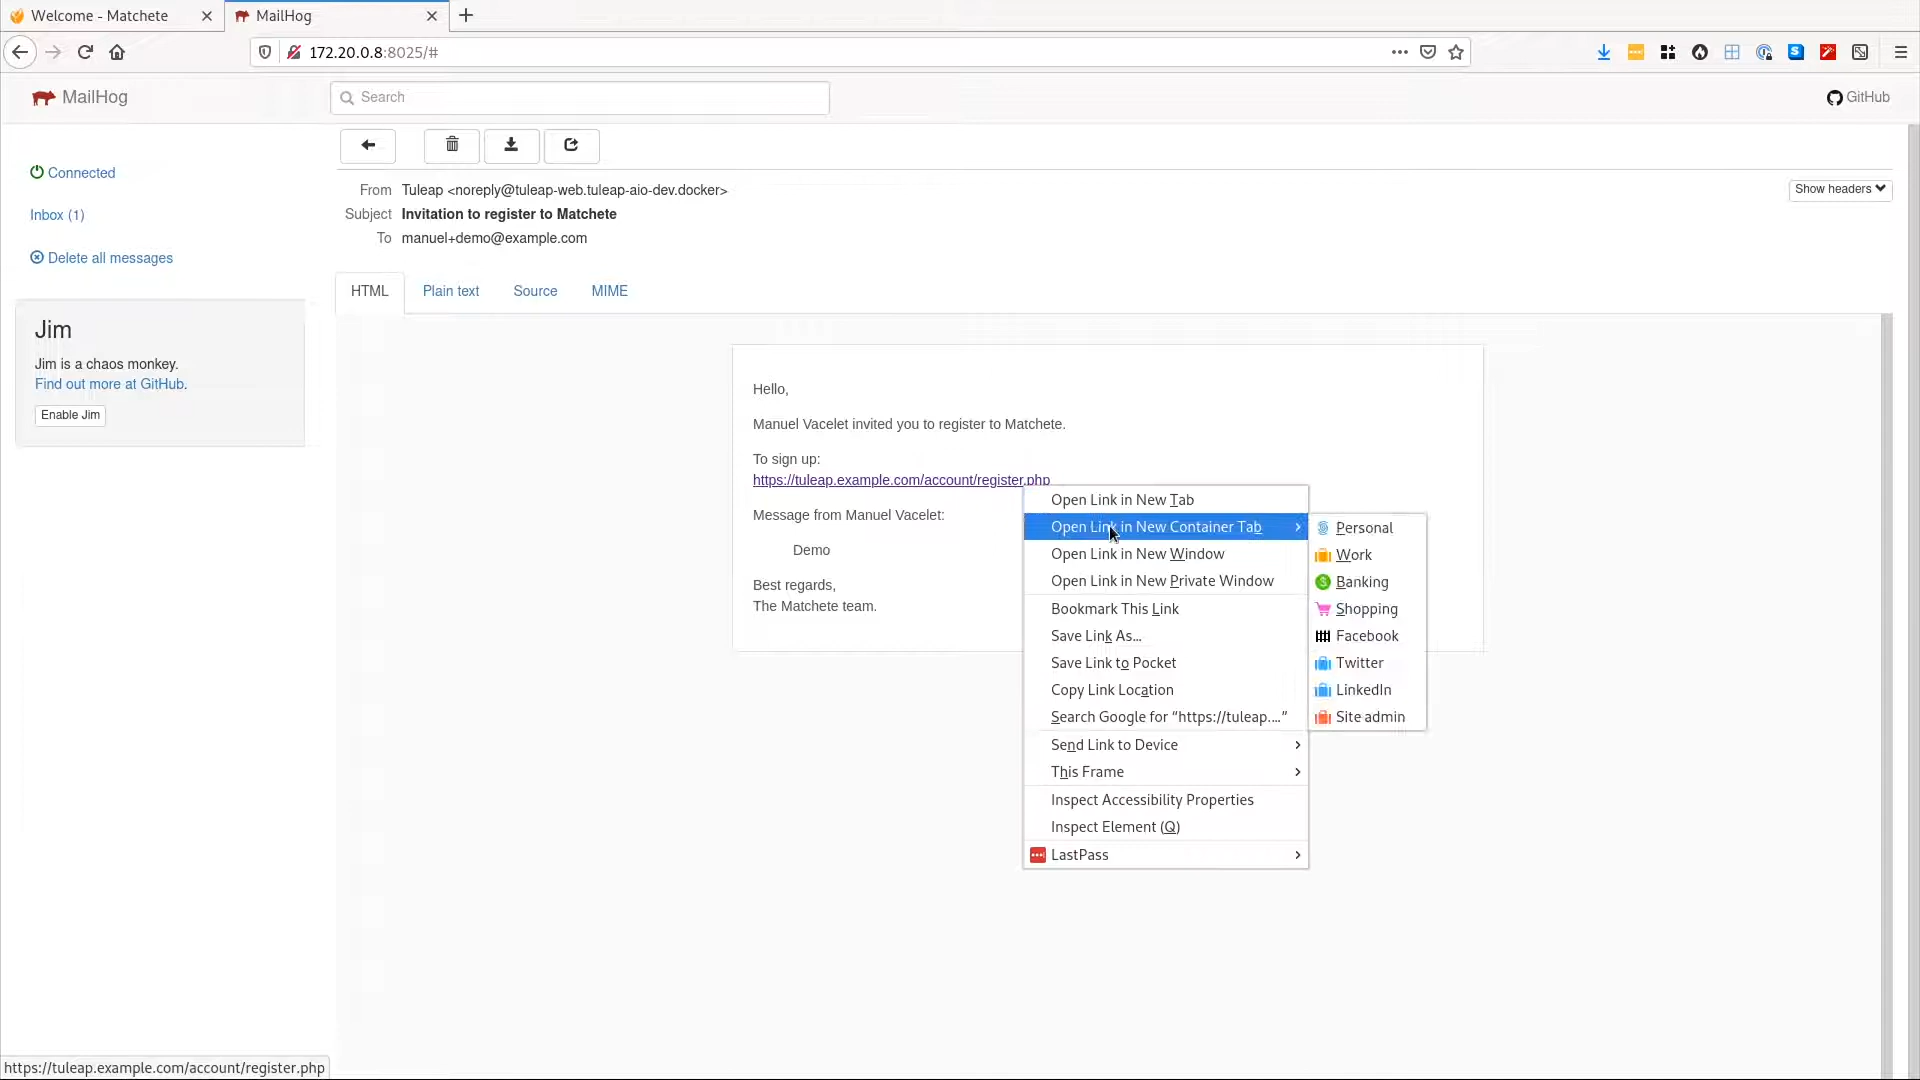 Welcome - Matchete
MailHog
172.20.0.8:8025/#
MailHog
Search
GitHub
Connected
Inbox (1)
Delete all messages
Jim
Jim is a chaos monkey.
Find out more at GitHub.
Enable Jim
From Tuleap <noreply@tuleap-web.tuleap-aio-dev.docker>
Show headers
Subject Invitation to register to Matchete
To manuel+demo@example.com
HTML Plain text Source MIME
Hello,
Manuel Vacelet invited you to register to Matchete.
To sign up:
https://tuleap.example.com/account/register.php
Message from Manuel Vacelet:
Demo
Best regards,
The Matchete team.
Open Link in New Tab
Open Link in New Container Tab
Open Link in New Window
Open Link in New Private Window
Bookmark This Link
Save Link As…
Save Link to Pocket
Copy Link Location
Search Google for “https://tuleap.…”
Send Link to Device
This Frame
Inspect Accessibility Properties
Inspect Element (Q)
LastPass
Personal
Work
Banking
Shopping
Facebook
Twitter
LinkedIn
Site admin
https://tuleap.example.com/account/register.php